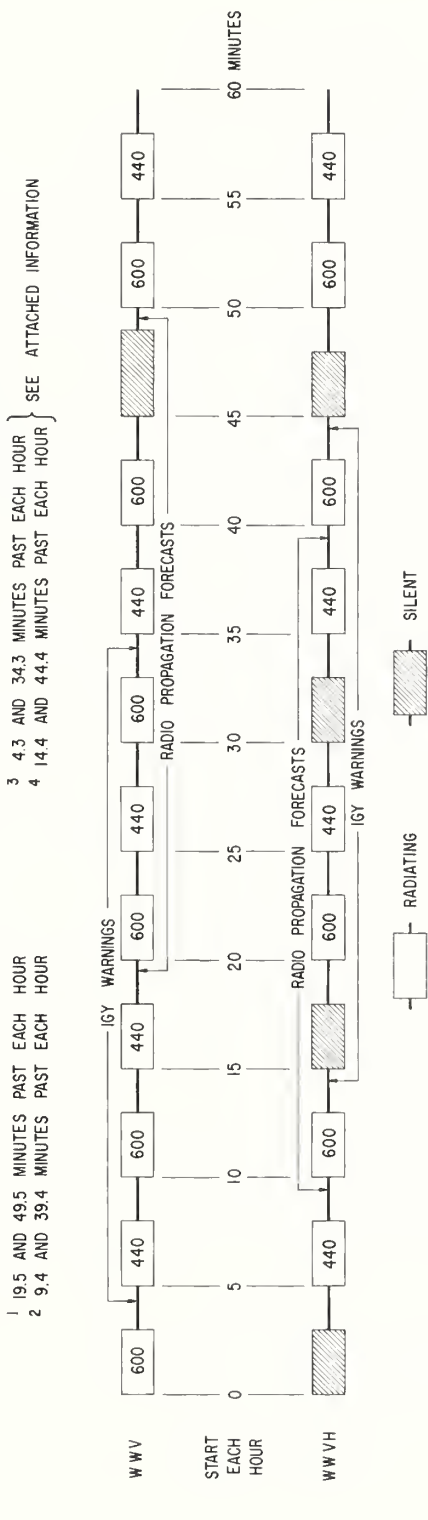 1 19.5 AND 49.5 MINUTES PAST EACH HOUR
2 9.4 AND 39.4 MINUTES PAST EACH HOUR
3 4.3 AND 34.3 MINUTES PAST EACH HOUR
4 14.4 AND 44.4 MINUTES PAST EACH HOUR
SEE ATTACHED INFORMATION
IGY WARNINGS
WWV
600 440 600 440 600 440 600 440 600 600 440
RADIO PROPAGATION FORECASTS
START
EACH
HOUR
0 5 10 15 20 25 30 35 40 45 50 55 60 MINUTES
RADIO PROPAGATION FORECASTS
WWVH
440 600 600 440 440 600 600 440
IGY WARNINGS
RADIATING
SILENT